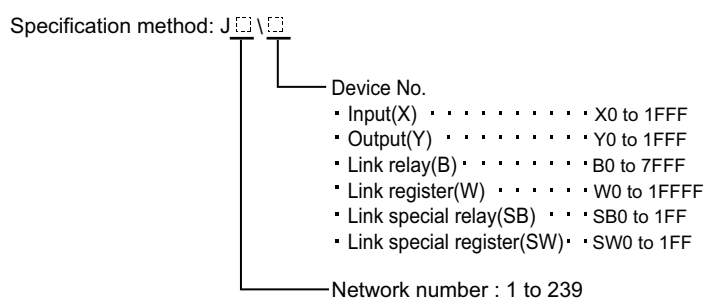 Specification method: J⬚\⬚
Device No.
・Input(X) ・・・・・・・・・・ X0 to 1FFF
・Output(Y) ・・・・・・・・・ Y0 to 1FFF
・Link relay(B)・・・・・・・・ B0 to 7FFF
・Link register(W) ・・・・・・ W0 to 1FFFF
・Link special relay(SB) ・・・ SB0 to 1FF
・Link special register(SW)・・ SW0 to 1FF
Network number : 1 to 239